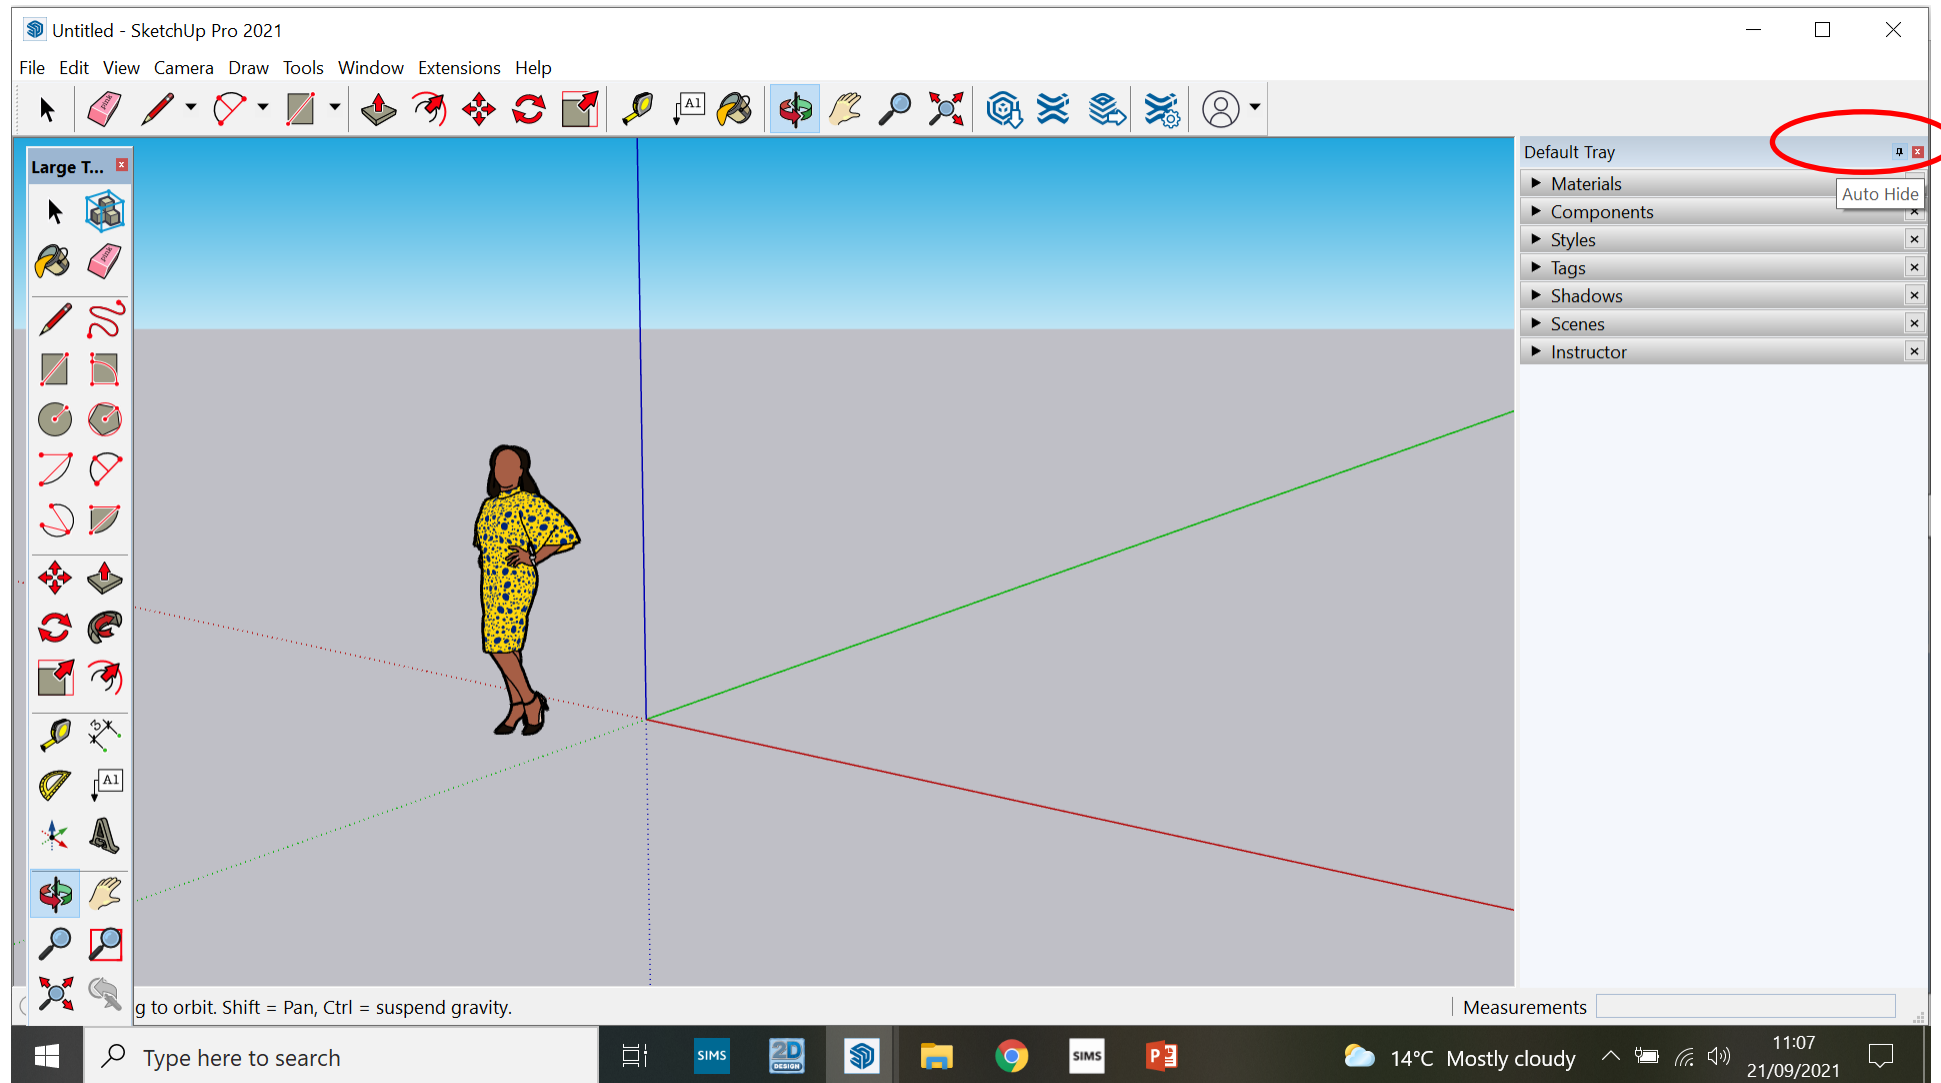 Untitled - SketchUp Pro 2021
File Edit View Camera Draw Tools Window Extensions Help
A1
Default Tray
Large T...
Materials
Auto Hide
Components
Styles
Tags
Shadows
Scenes
Instructor
A1
g to orbit. Shift = Pan, Ctrl = suspend gravity.
Measurements
Type here to search
SIMS
2D DESIGN
SIMS
P
14°C Mostly cloudy
11:07
21/09/2021